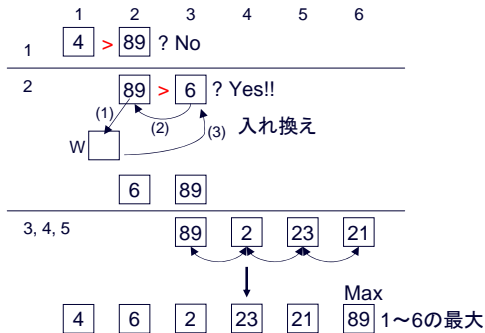 1 2 3 4 5 6
1 4 > 89 ? No
2 89 > 6 ? Yes!!
(1) (2) (3) 入れ換え
W
6 89
3, 4, 5 89 2 23 21
Max
4 6 2 23 21 89 1～6の最大